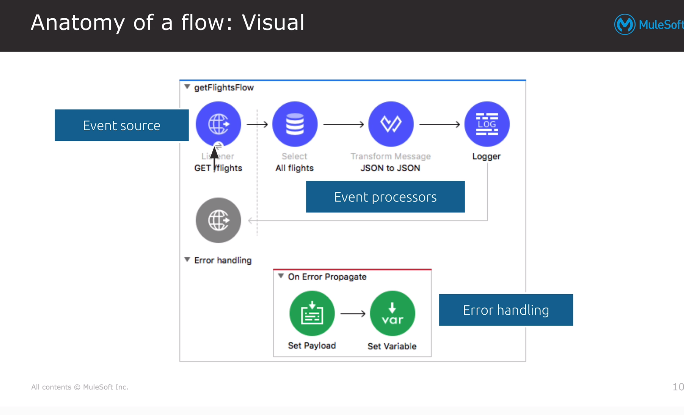 Anatomy of a flow: Visual
MuleSoft
getFlightsFlow
Event source
LOG
Listener
Select
Transform Message
Logger
GET /flights
All flights
JSON to JSON
Event processors
Error handling
On Error Propagate
var
Error handling
Set Payload
Set Variable
All contents © MuleSoft Inc.
10